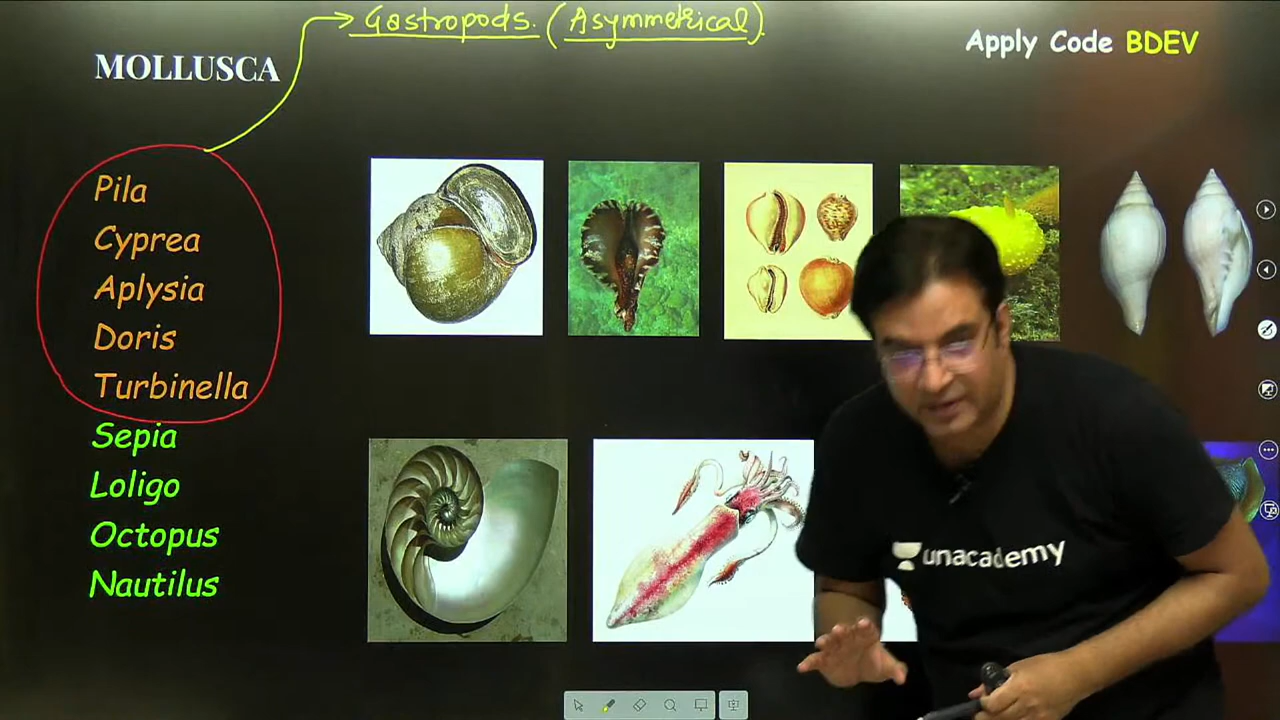 Gastropods. (Asymmetrical).
Apply Code BDEV
MOLLUSCA
Pila
Cyprea
Aplysia
Doris
Turbinella
Sepia
Loligo
Octopus
Nautilus
unacademy